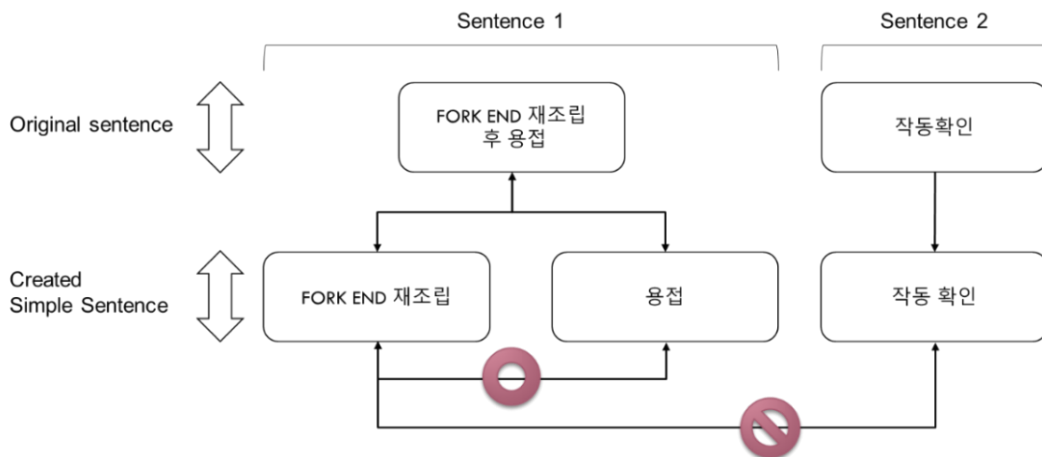 Sentence 1
Sentence 2
Original sentence
FORK END 재조립
후 용접
작동확인
Created
Simple Sentence
FORK END 재조립
용접
작동 확인